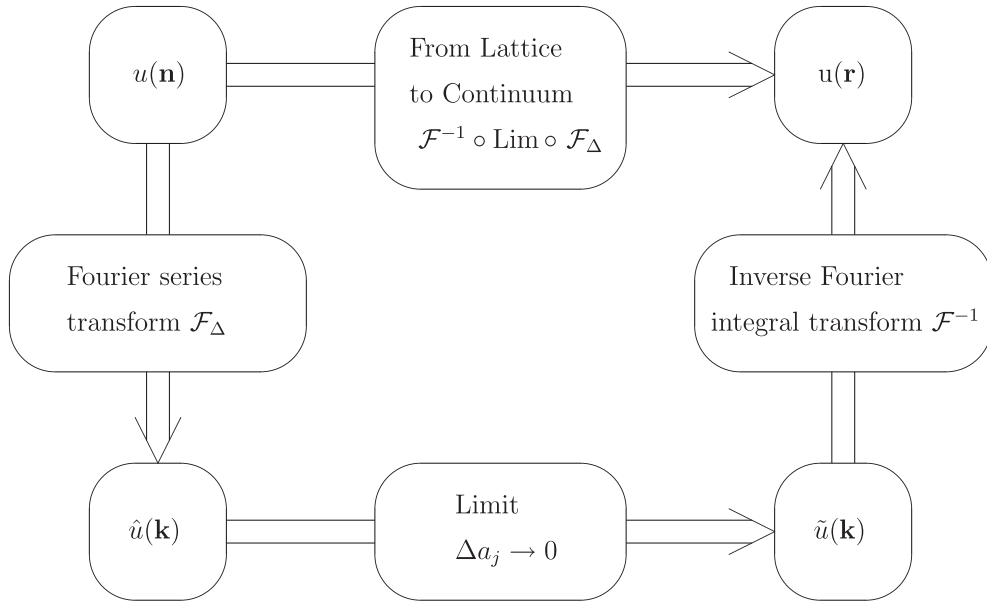 u(n)
From Lattice
to Continuum
ℱ⁻¹ ∘ Lim ∘ ℱ_Δ
u(r)
Fourier series
transform ℱ_Δ
Inverse Fourier
integral transform ℱ⁻¹
û(k)
Limit
Δa_j → 0
ũ(k)